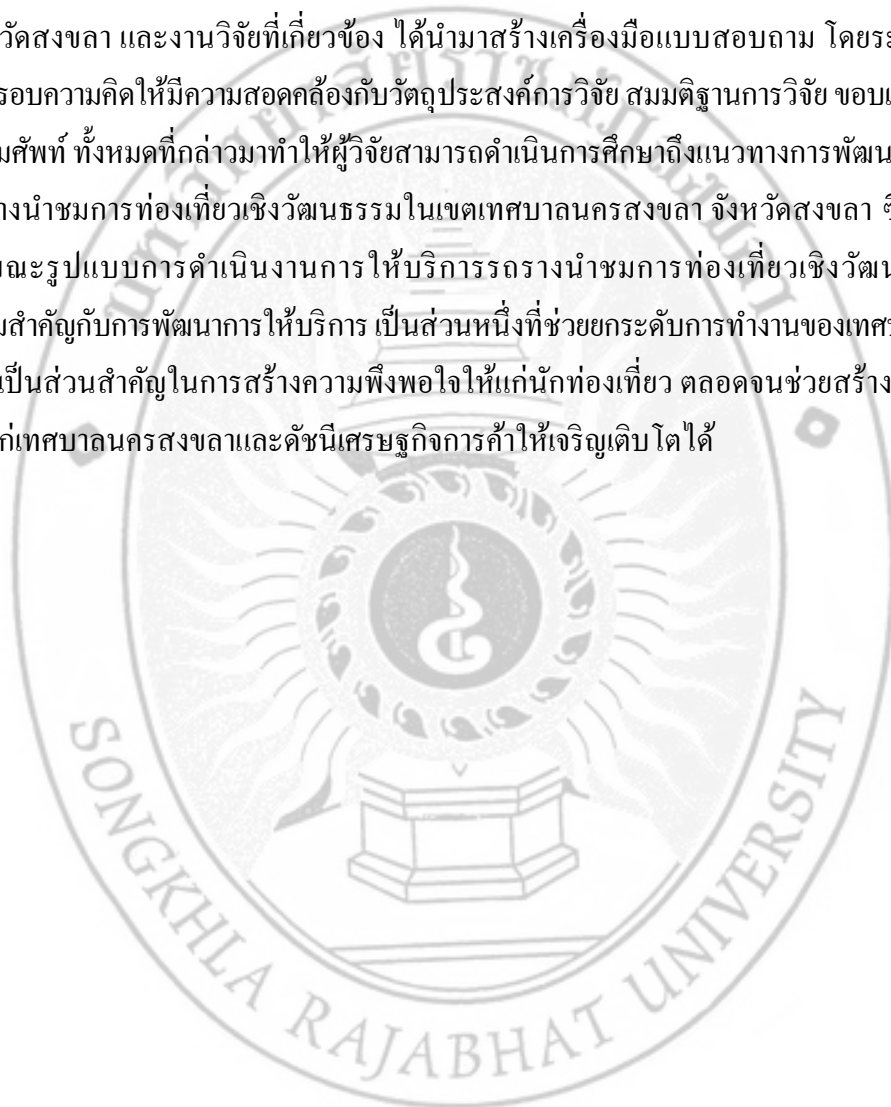 วัดสงขลา และงานวิจัยที่เกี่ยวข้อง ได้นำมาสร้างเครื่องมือแบบสอบถาม โดยระ
รอบความคิดให้มีความสอดคล้องกับวัตถุประสงค์การวิจัย สมมติฐานการวิจัย ขอบเ
มศัพท์ ทั้งหมดที่กล่าวมาทำให้ผู้วิจัยสามารถดำเนินการศึกษาถึงแนวทางการพัฒน
างนำชมการท่องเที่ยวเชิงวัฒนธรรมในเขตเทศบาลนครสงขลา จังหวัดสงขลา ซึ
ษณะรูปแบบการดำเนินงานการให้บริการรถรางนำชมการท่องเที่ยวเชิงวัฒน
มสำคัญกับการพัฒนาการให้บริการ เป็นส่วนหนึ่งที่ช่วยยกระดับการทำงานของเทศบ
เป็นส่วนสำคัญในการสร้างความพึงพอใจให้แก่นักท่องเที่ยว ตลอดจนช่วยสร้าง
ก่เทศบาลนครสงขลาและดัชนีเศรษฐกิจการค้าให้เจริญเติบโตได้
มหาวิทยาลัยราชภัฏสงขลา
SONGKHLA RAJABHAT UNIVERSITY